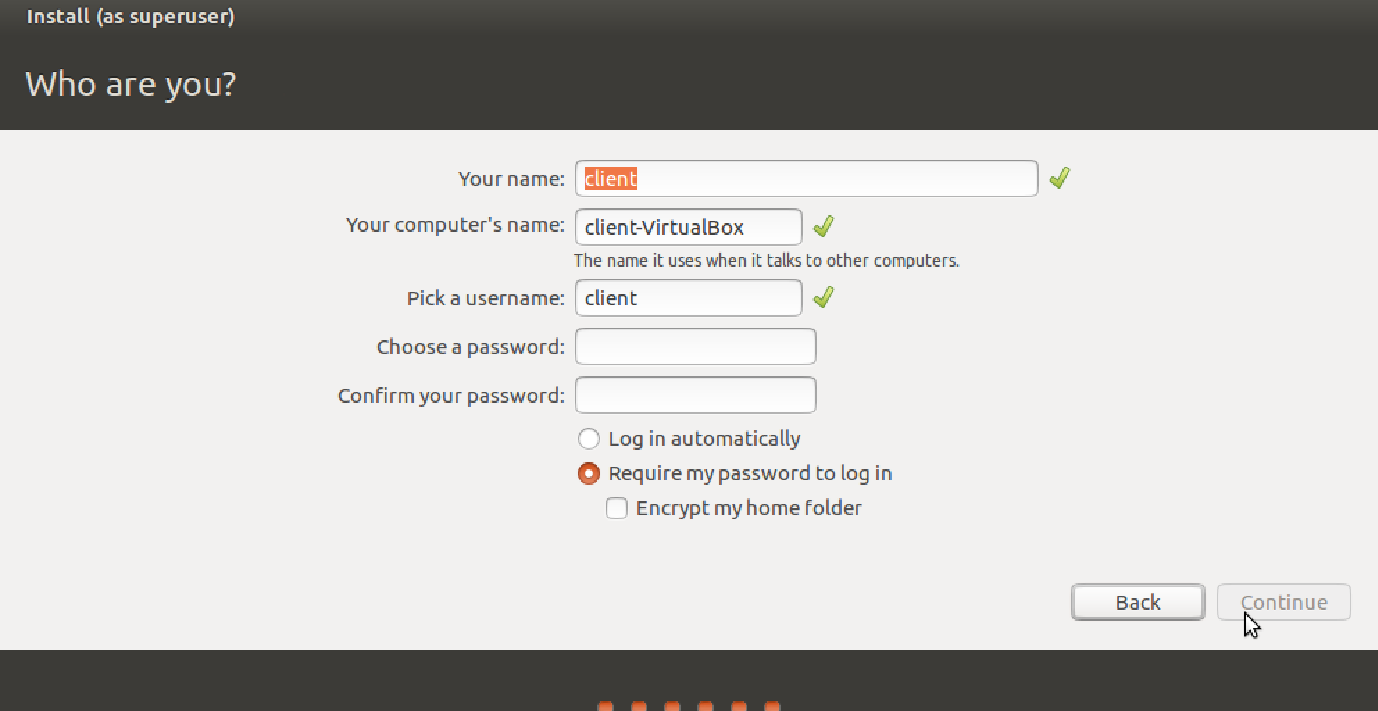 Install (as superuser)
Who are you?
Your name: client
Your computer's name: client-VirtualBox
The name it uses when it talks to other computers.
Pick a username: client
Choose a password:
Confirm your password:
Log in automatically
Require my password to log in
Encrypt my home folder
Back Continue